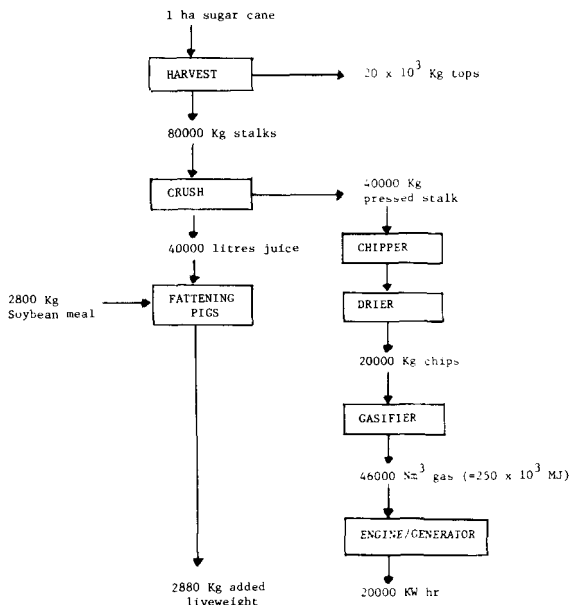 1 ha sugar cane
HARVEST
20 x 10³ Kg tops
80000 Kg stalks
CRUSH
40000 Kg
pressed stalk
40000 litres juice
CHIPPER
2800 Kg
Soybean meal
FATTENING
PIGS
DRIER
20000 Kg chips
GASIFIER
46000 Nm³ gas (=250 x 10³ MJ)
ENGINE/GENERATOR
2880 Kg added
liveweight
20000 KW hr